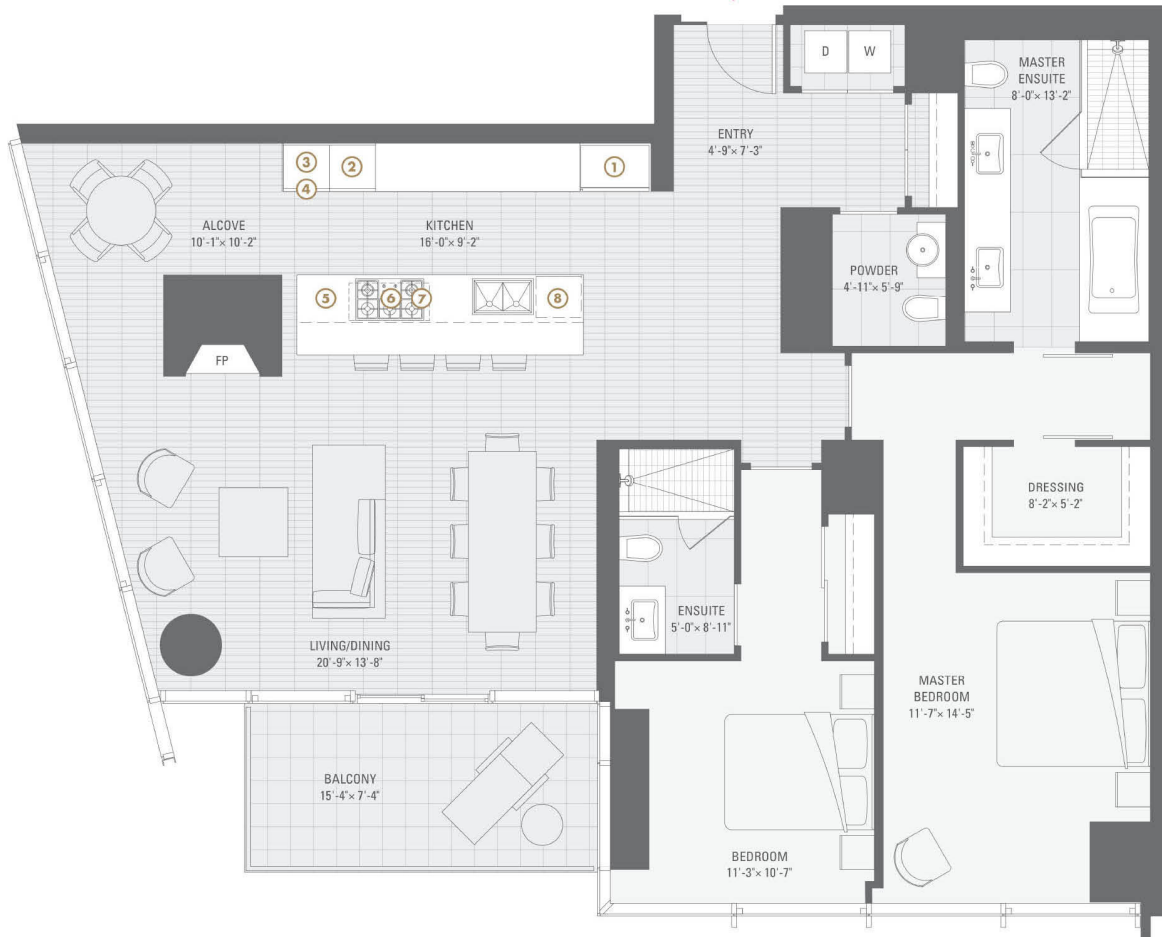 D
W
MASTER
ENSUITE
8'-0"× 13'-2"
ENTRY
4'-9"× 7'-3"
3
2
1
4
ALCOVE
10'-1"× 10'-2"
KITCHEN
16'-0"× 9'-2"
POWDER
4'-11"× 5'-9"
5
6
7
8
FP
DRESSING
8'-2"× 5'-2"
ENSUITE
5'-0"× 8'-11"
LIVING/DINING
20'-9"× 13'-8"
MASTER
BEDROOM
11'-7"× 14'-5"
BALCONY
15'-4"× 7'-4"
BEDROOM
11'-3"× 10'-7"